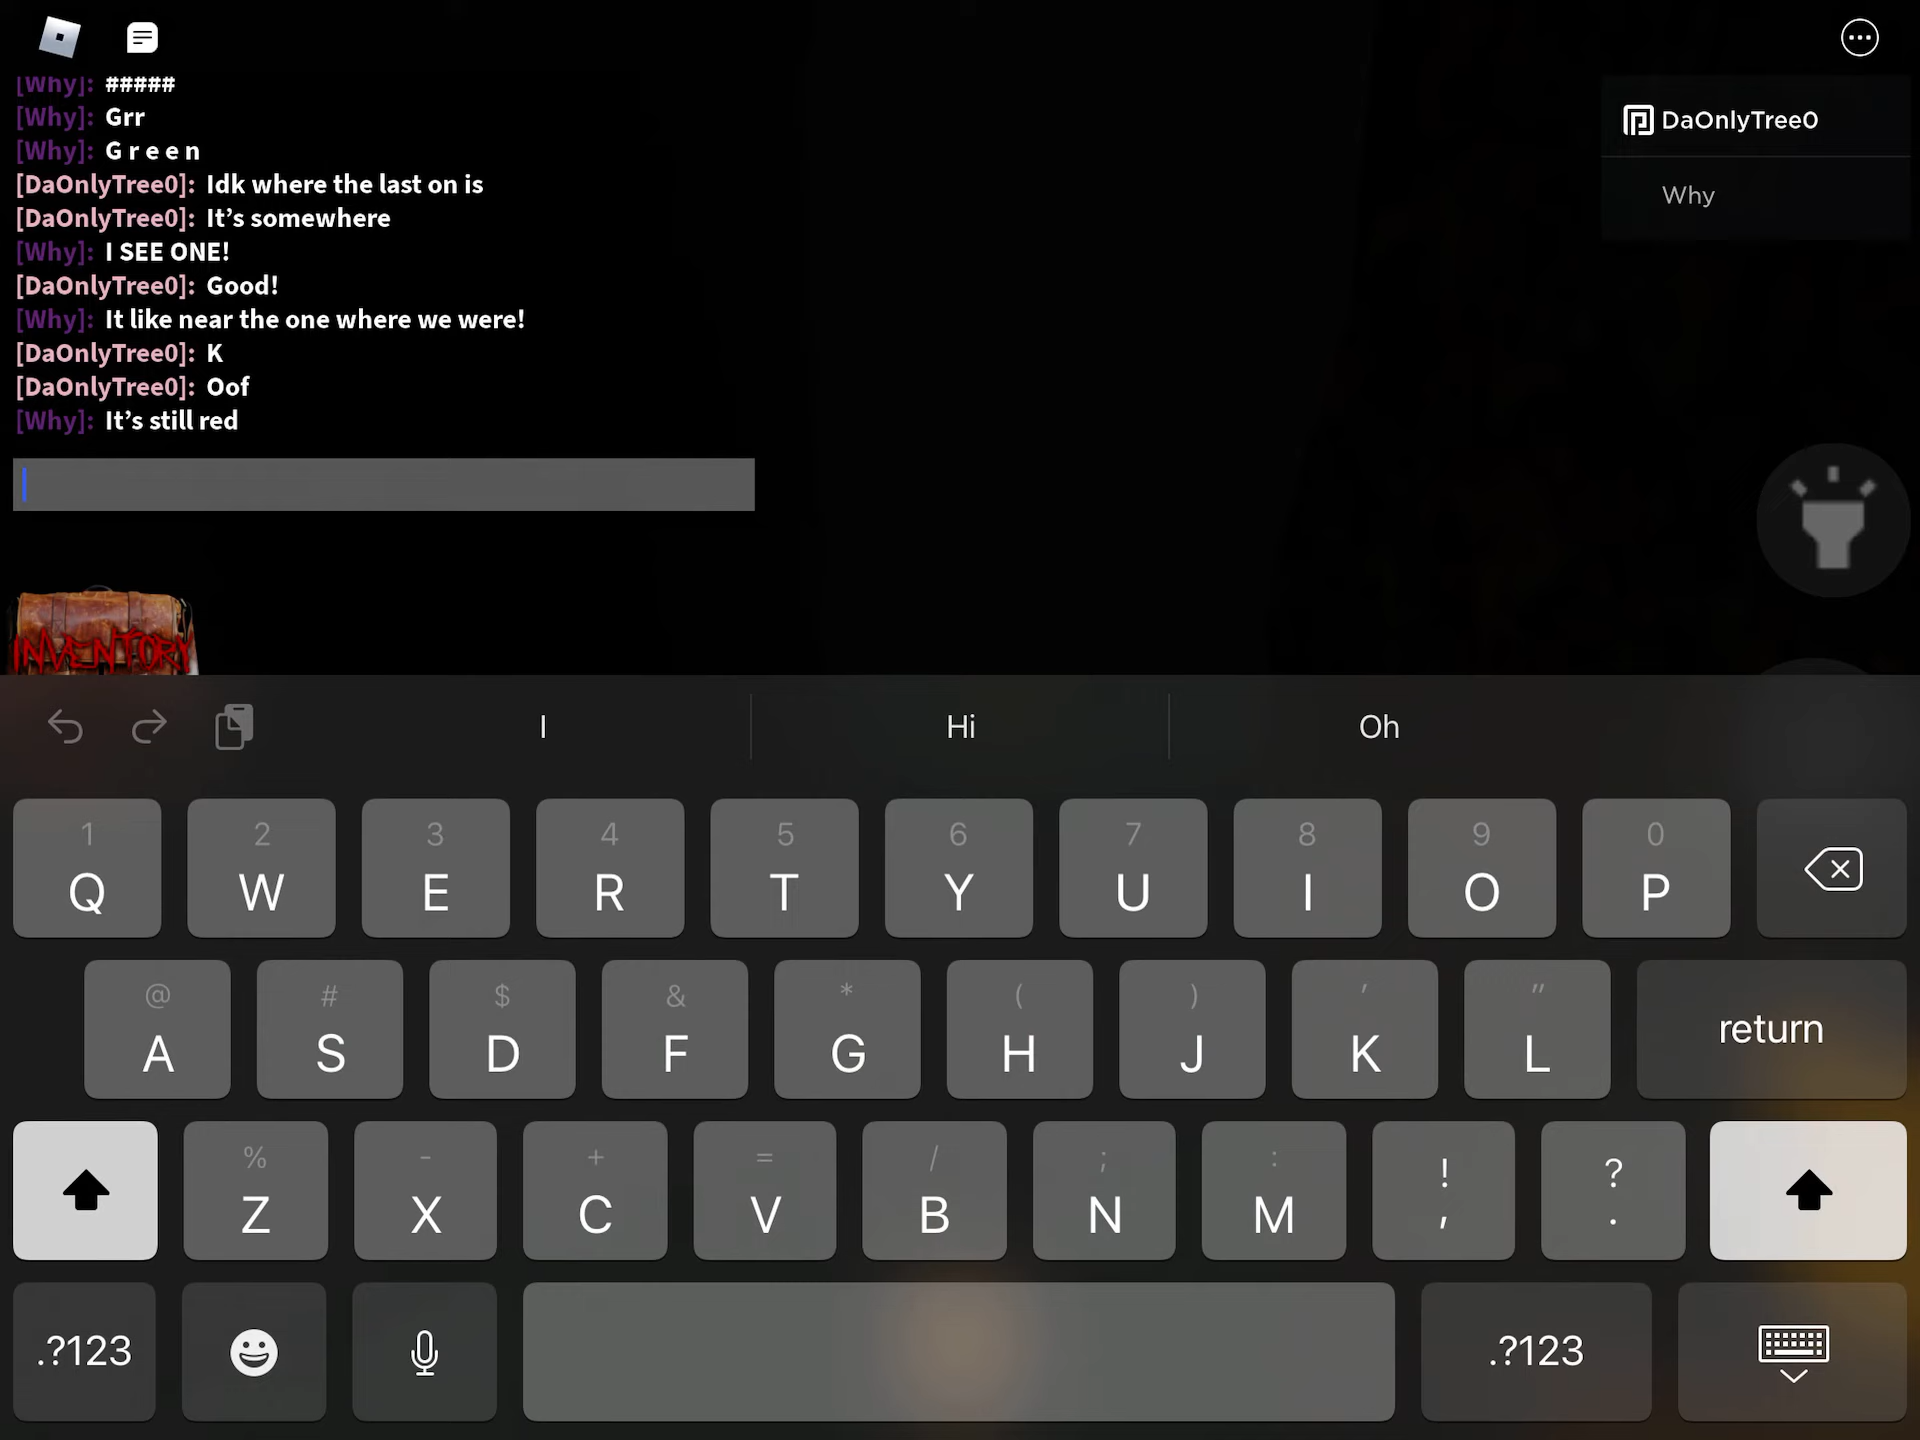 [Why]: #####
[Why]: Grr
[Why]: G r e e n
[DaOnlyTree0]: Idk where the last on is
[DaOnlyTree0]: It’s somewhere
[Why]: I SEE ONE!
[DaOnlyTree0]: Good!
[Why]: It like near the one where we were!
[DaOnlyTree0]: K
[DaOnlyTree0]: Oof
[Why]: It’s still red
DaOnlyTree0
Why
INVENTORY
I Hi Oh
1 2 3 4 5 6 7 8 9 0
Q W E R T Y U I O P
@ # $ & * ( ) ' "
A S D F G H J K L return
% - + = / ; : ! ?
Z X C V B N M , .
.?123 .?123